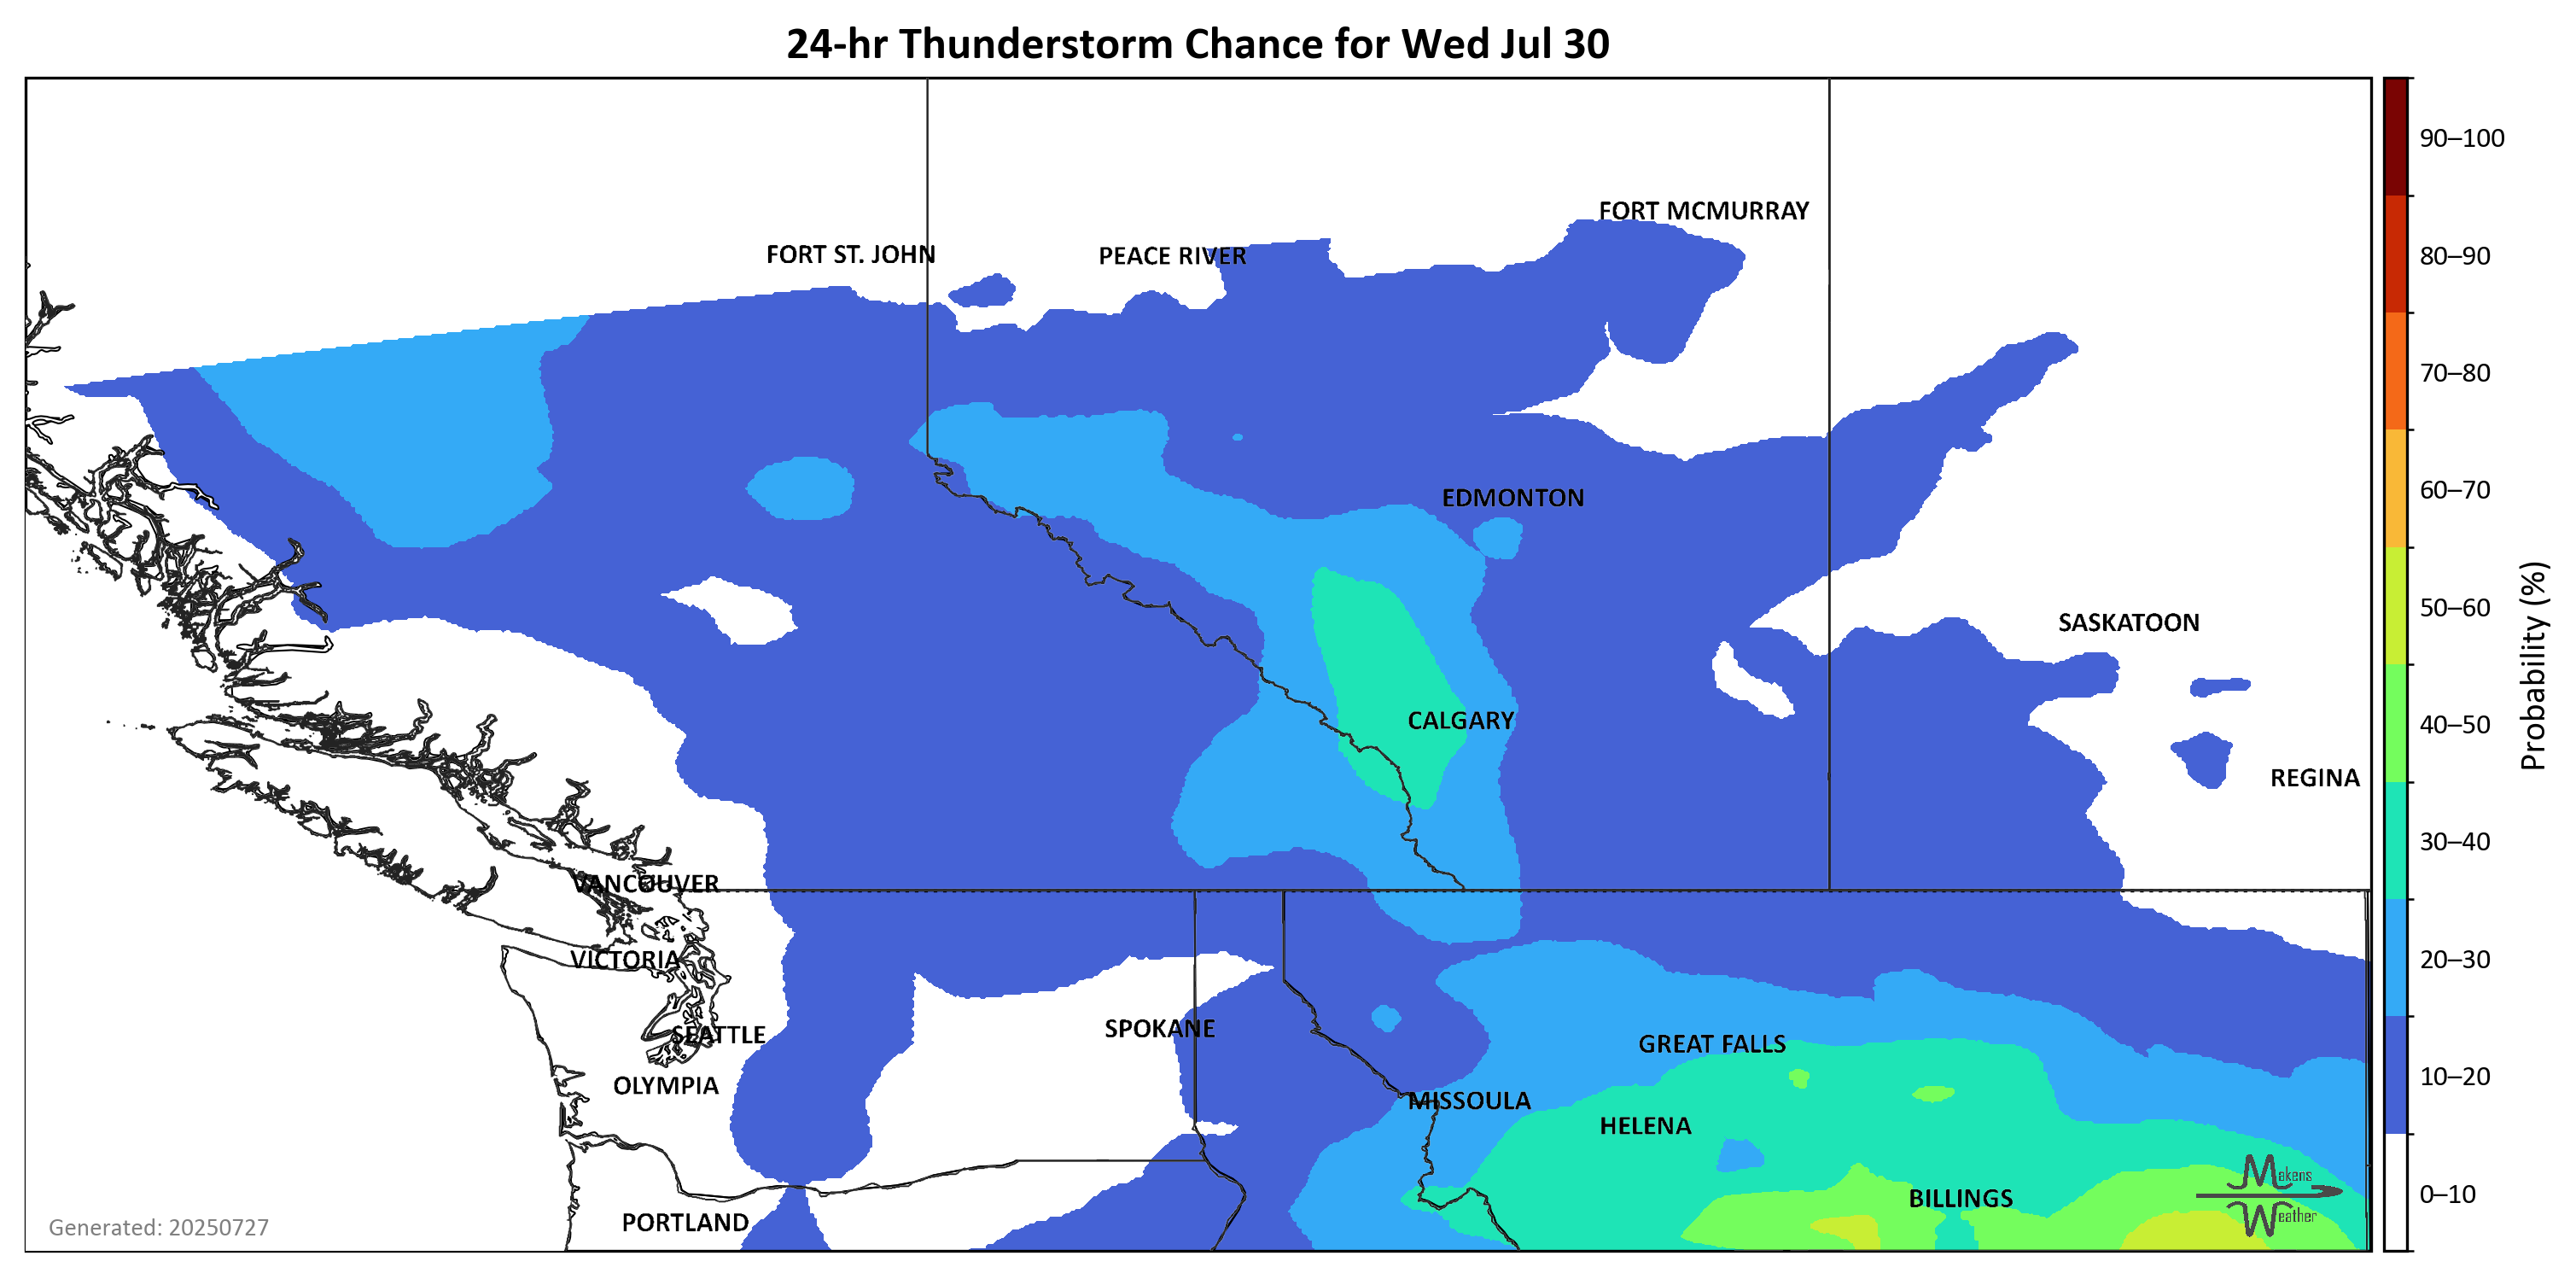 24-hr Thunderstorm Chance for Wed Jul 30
90–100
FORT MCMURRAY
FORT ST. JOHN
PEACE RIVER
80–90
70–80
60–70
EDMONTON
50–60
SASKATOON
CALGARY
40–50
Probability (%)
REGINA
30–40
VANCOUVER
VICTORIA
20–30
SPOKANE
SEATTLE
GREAT FALLS
10–20
OLYMPIA
MISSOULA
HELENA
Makens
Weather
0–10
BILLINGS
PORTLAND
Generated: 20250727